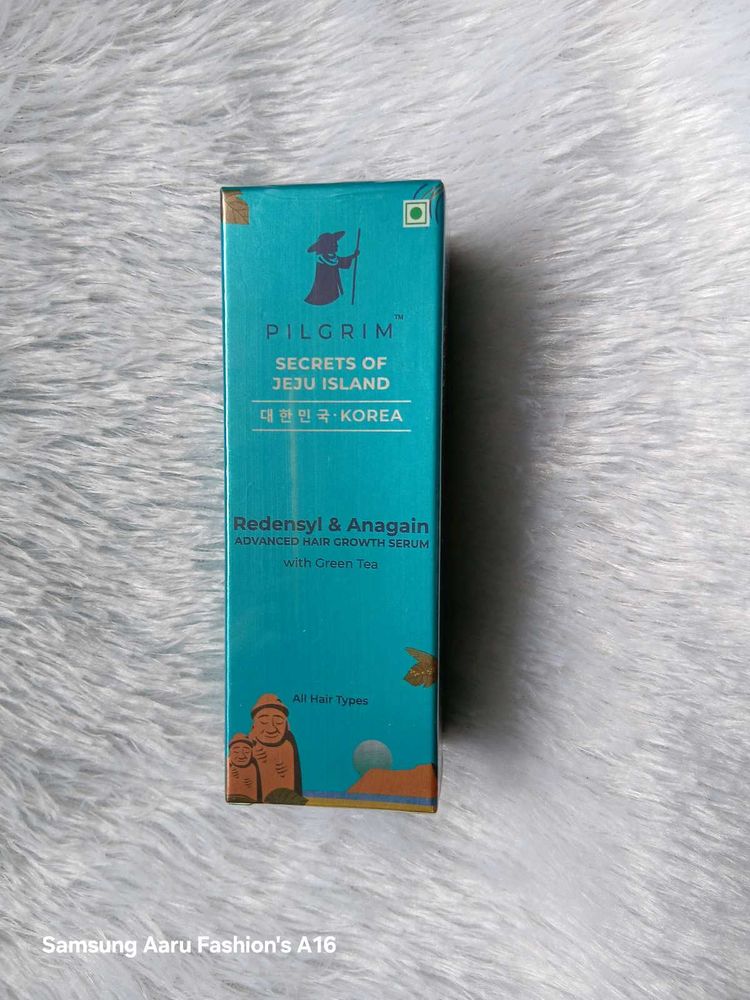 PILGRIM™
SECRETS OF
JEJU ISLAND
대한민국·KOREA
Redensyl & Anagain
ADVANCED HAIR GROWTH SERUM
with Green Tea
All Hair Types
Samsung Aaru Fashion's A16